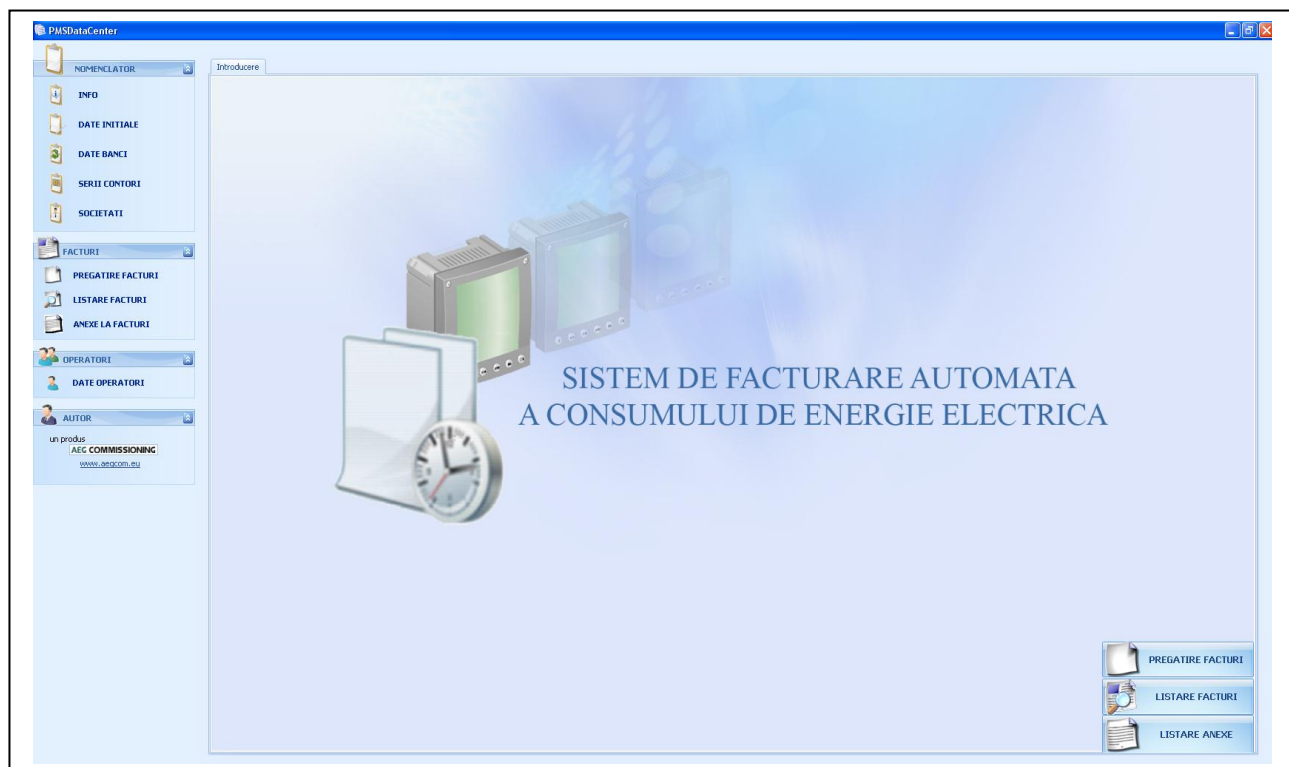 PMSDataCenter
NOMENCLATOR
INFO
DATE INITIALE
DATE BANCI
SERII CONTORI
SOCIETATI
FACTURI
PREGATIRE FACTURI
LISTARE FACTURI
ANEXE LA FACTURI
OPERATORI
DATE OPERATORI
AUTOR
un produs
AEG COMMISSIONING
www.aegcom.eu
Introducere
SISTEM DE FACTURARE AUTOMATA
A CONSUMULUI DE ENERGIE ELECTRICA
PREGATIRE FACTURI
LISTARE FACTURI
LISTARE ANEXE